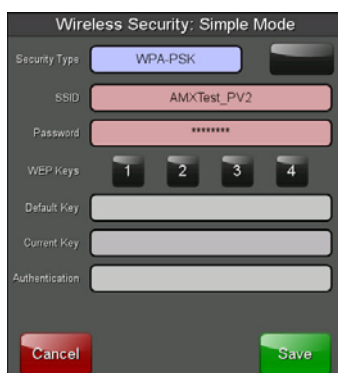 Wireless Security: Simple Mode
Security Type WPA-PSK
SSID AMXTest_PV2
Password ********
WEP Keys 1 2 3 4
Default Key
Current Key
Authentication
Cancel Save